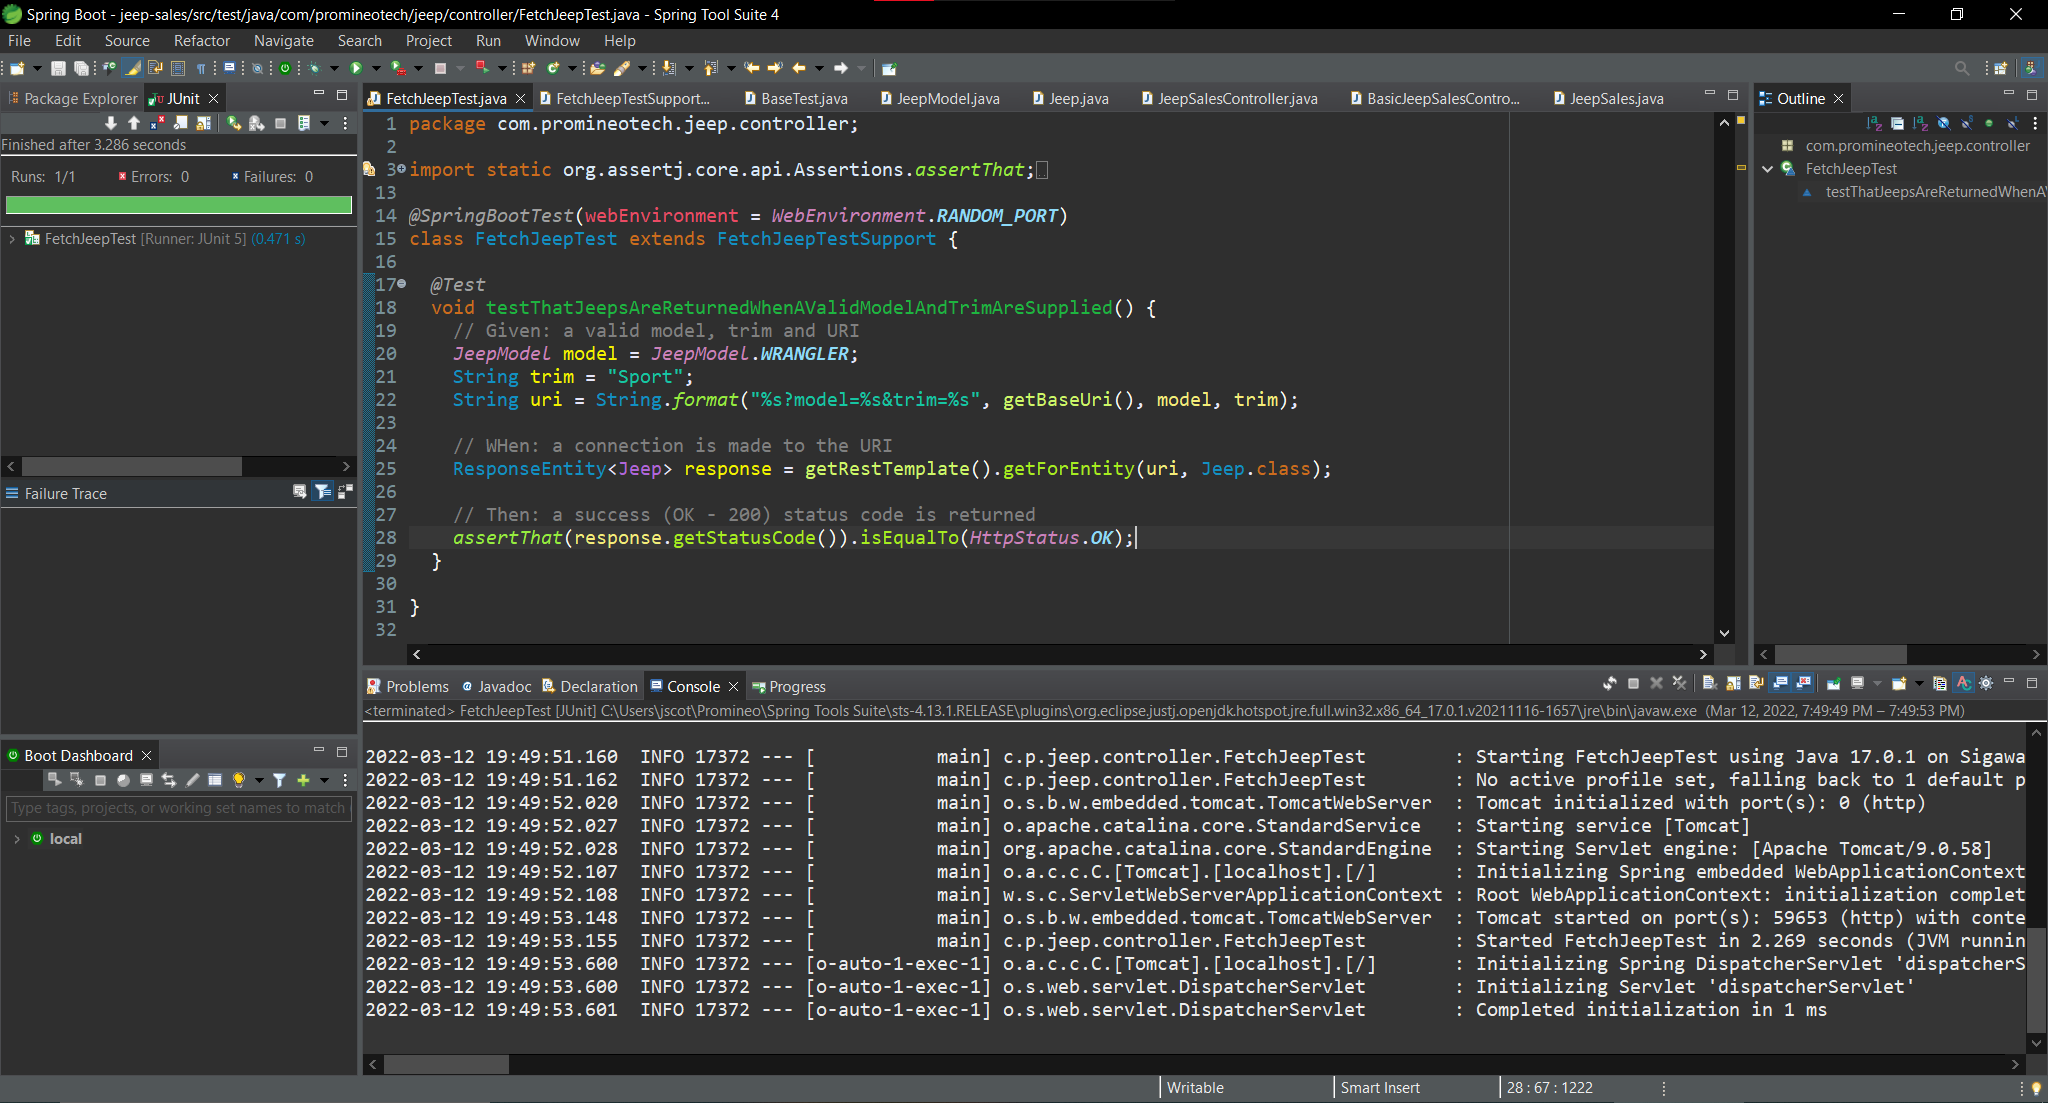 Spring Boot - jeep-sales/src/test/java/com/promineotech/jeep/controller/FetchJeepTest.java - Spring Tool Suite 4
File Edit Source Refactor Navigate Search Project Run Window Help
Package Explorer JUnit
Finished after 3.286 seconds
Runs: 1/1 Errors: 0 Failures: 0
FetchJeepTest [Runner: JUnit 5] (0.471 s)
Failure Trace
Boot Dashboard
Type tags, projects, or working set names to match
local
FetchJeepTest.java FetchJeepTestSupport... BaseTest.java JeepModel.java Jeep.java JeepSalesController.java BasicJeepSalesContro... JeepSales.java
1 package com.promineotech.jeep.controller;
2
3 import static org.assertj.core.api.Assertions.assertThat;
13
14 @SpringBootTest(webEnvironment = WebEnvironment.RANDOM_PORT)
15 class FetchJeepTest extends FetchJeepTestSupport {
16
17 @Test
18 void testThatJeepsAreReturnedWhenAValidModelAndTrimAreSupplied() {
19 // Given: a valid model, trim and URI
20 JeepModel model = JeepModel.WRANGLER;
21 String trim = "Sport";
22 String uri = String.format("%s?model=%s&trim=%s", getBaseUri(), model, trim);
23
24 // WHen: a connection is made to the URI
25 ResponseEntity<Jeep> response = getRestTemplate().getForEntity(uri, Jeep.class);
26
27 // Then: a success (OK - 200) status code is returned
28 assertThat(response.getStatusCode()).isEqualTo(HttpStatus.OK);
29 }
30
31 }
32
Outline
com.promineotech.jeep.controller
FetchJeepTest
testThatJeepsAreReturnedWhenAV
Problems Javadoc Declaration Console Progress
<terminated> FetchJeepTest [JUnit] C:\Users\jscot\Promineo\Spring Tools Suite\sts-4.13.1.RELEASE\plugins\org.eclipse.justj.openjdk.hotspot.jre.full.win32.x86_64_17.0.1.v20211116-1657\jre\bin\javaw.exe (Mar 12, 2022, 7:49:49 PM – 7:49:53 PM)
2022-03-12 19:49:51.160 INFO 17372 --- [ main] c.p.jeep.controller.FetchJeepTest : Starting FetchJeepTest using Java 17.0.1 on Sigawa
2022-03-12 19:49:51.162 INFO 17372 --- [ main] c.p.jeep.controller.FetchJeepTest : No active profile set, falling back to 1 default p
2022-03-12 19:49:52.020 INFO 17372 --- [ main] o.s.b.w.embedded.tomcat.TomcatWebServer : Tomcat initialized with port(s): 0 (http)
2022-03-12 19:49:52.027 INFO 17372 --- [ main] o.apache.catalina.core.StandardService : Starting service [Tomcat]
2022-03-12 19:49:52.028 INFO 17372 --- [ main] org.apache.catalina.core.StandardEngine : Starting Servlet engine: [Apache Tomcat/9.0.58]
2022-03-12 19:49:52.107 INFO 17372 --- [ main] o.a.c.c.C.[Tomcat].[localhost].[/] : Initializing Spring embedded WebApplicationContext
2022-03-12 19:49:52.108 INFO 17372 --- [ main] w.s.c.ServletWebServerApplicationContext : Root WebApplicationContext: initialization complet
2022-03-12 19:49:53.148 INFO 17372 --- [ main] o.s.b.w.embedded.tomcat.TomcatWebServer : Tomcat started on port(s): 59653 (http) with conte
2022-03-12 19:49:53.155 INFO 17372 --- [ main] c.p.jeep.controller.FetchJeepTest : Started FetchJeepTest in 2.269 seconds (JVM runnin
2022-03-12 19:49:53.600 INFO 17372 --- [o-auto-1-exec-1] o.a.c.c.C.[Tomcat].[localhost].[/] : Initializing Spring DispatcherServlet 'dispatcherS
2022-03-12 19:49:53.600 INFO 17372 --- [o-auto-1-exec-1] o.s.web.servlet.DispatcherServlet : Initializing Servlet 'dispatcherServlet'
2022-03-12 19:49:53.601 INFO 17372 --- [o-auto-1-exec-1] o.s.web.servlet.DispatcherServlet : Completed initialization in 1 ms
Writable Smart Insert 28 : 67 : 1222